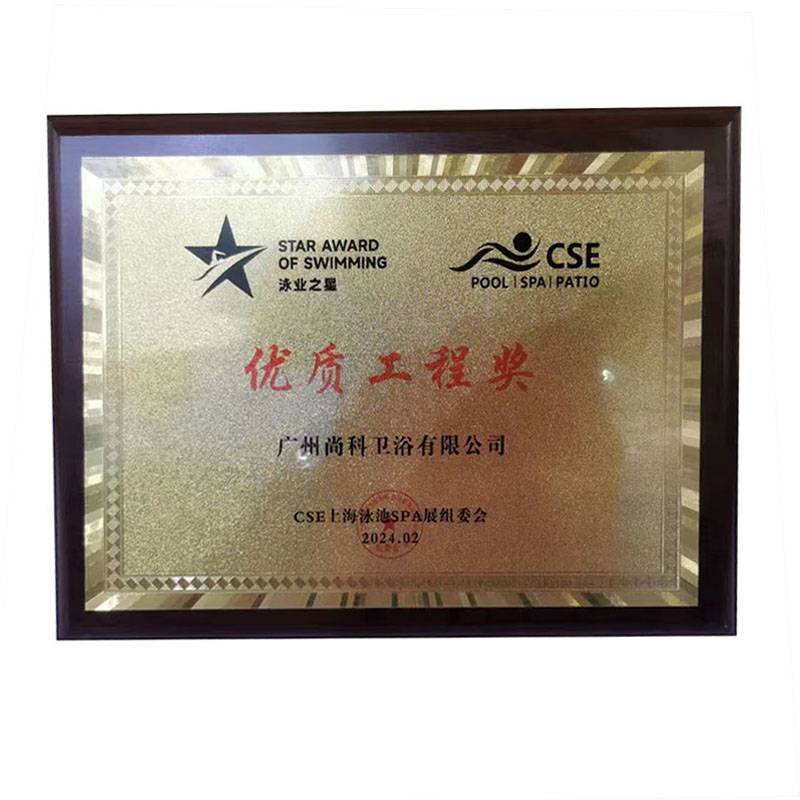 STAR AWARD
OF SWIMMING
泳业之星
CSE
POOL | SPA | PATIO
优质工程奖
广州尚科卫浴有限公司
CSE上海泳池SPA展组委会
2024.02